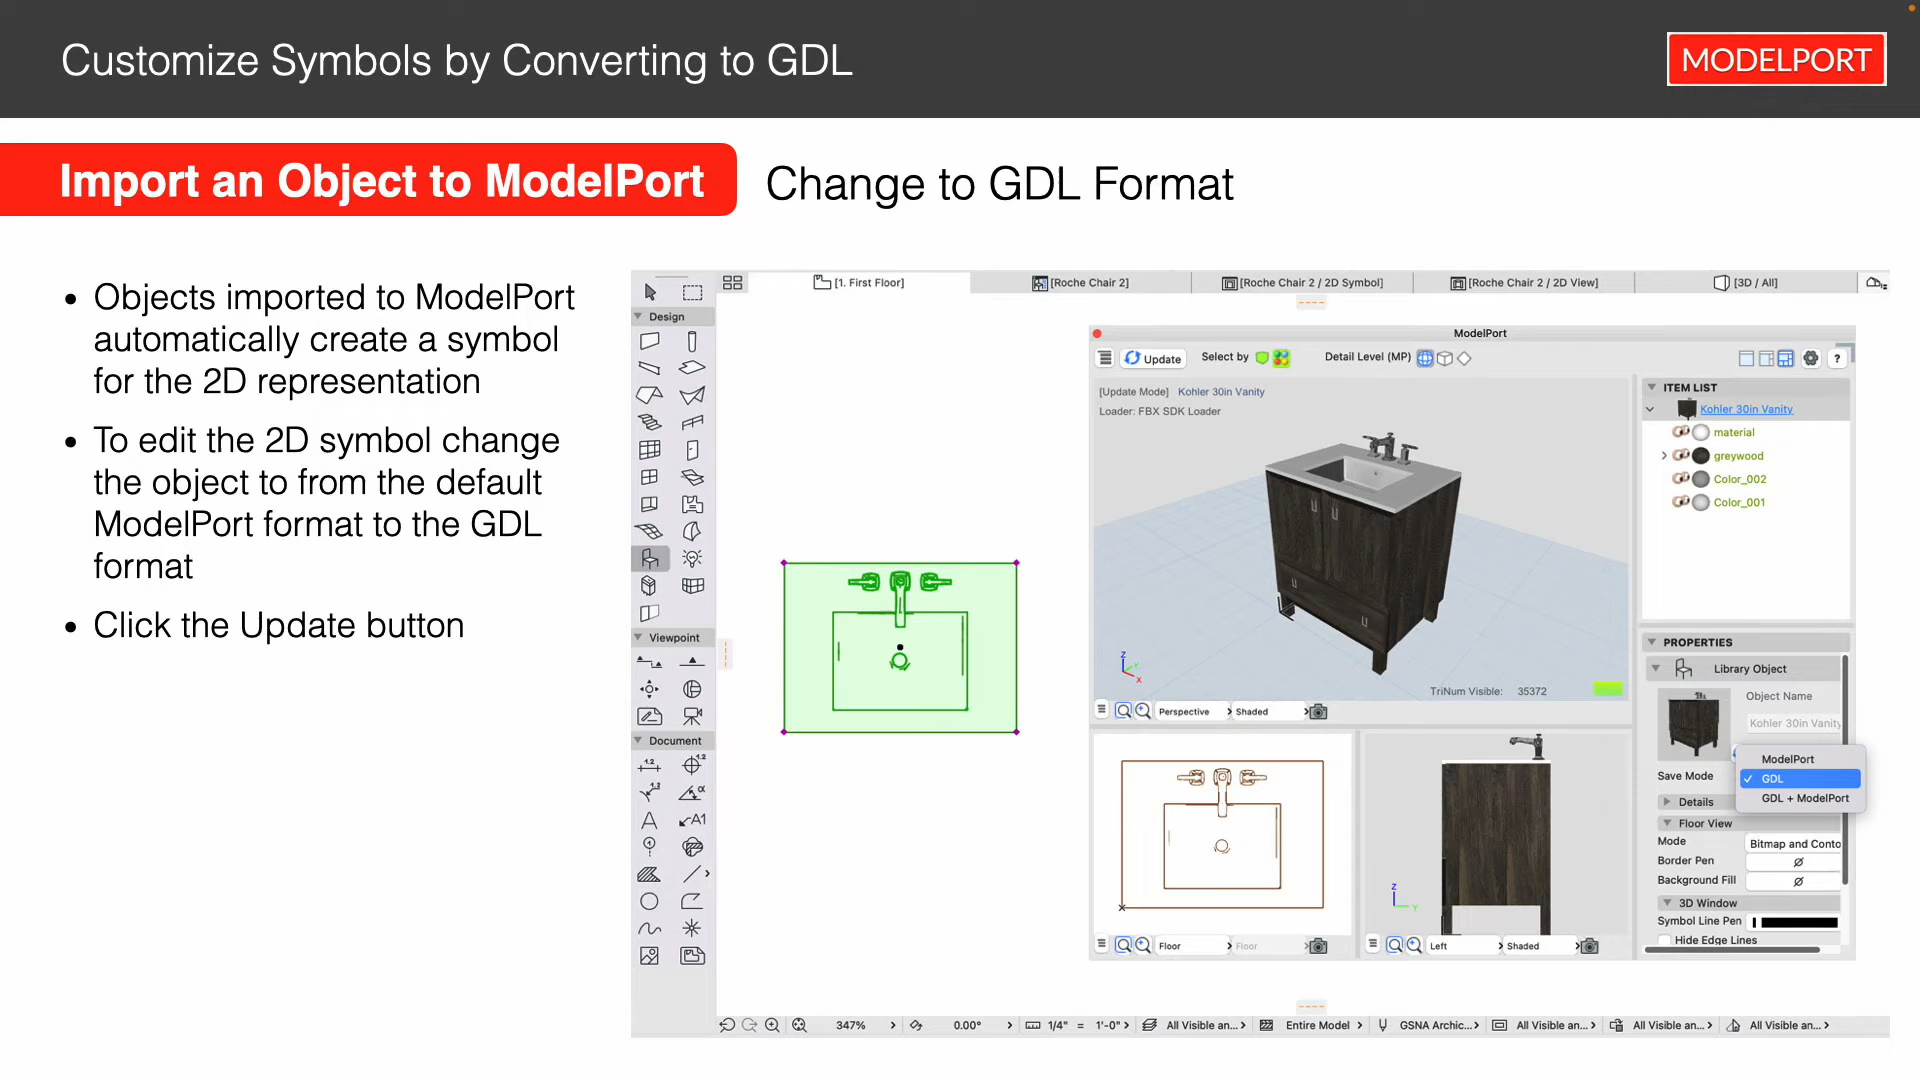 Customize Symbols by Converting to GDL
MODELPORT
Import an Object to ModelPort
Change to GDL Format
• Objects imported to ModelPort
automatically create a symbol
for the 2D representation
• To edit the 2D symbol change
the object to from the default
ModelPort format to the GDL
format
• Click the Update button
[1. First Floor]
[Roche Chair 2]
[Roche Chair 2 / 2D Symbol]
[Roche Chair 2 / 2D View]
[3D / All]
Design
Viewpoint
Document
ModelPort
Update
Select by
Detail Level (MP)
?
[Update Mode] Kohler 30in Vanity
Loader: FBX SDK Loader
TriNum Visible: 35372
Perspective
Shaded
Floor
Floor
Left
Shaded
ITEM LIST
Kohler 30in Vanity
material
greywood
Color_002
Color_001
PROPERTIES
Library Object
Object Name
Kohler 30in Vanity
Save Mode
ModelPort
GDL
GDL + ModelPort
Details
Floor View
Mode
Bitmap and Conto
Border Pen
Background Fill
3D Window
Symbol Line Pen
Hide Edge Lines
347%
0.00°
1/4" = 1'-0"
All Visible an...
Entire Model
GSNA Archic...
All Visible an...
All Visible an...
All Visible an...